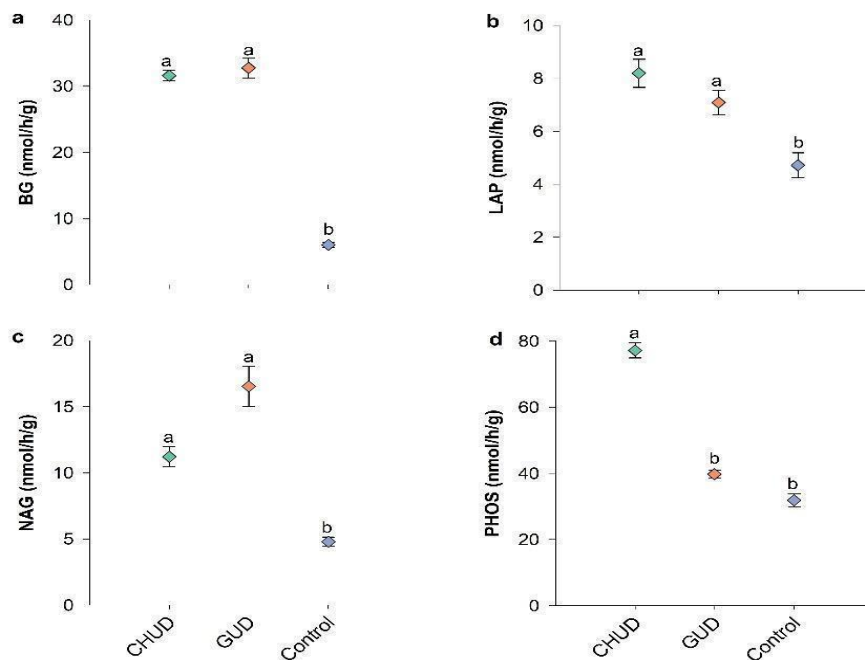 a
BG (nmol/h/g)
40
30
20
10
0
a
a
b
b
LAP (nmol/h/g)
10
8
6
4
2
0
a
a
b
c
NAG (nmol/h/g)
20
15
10
5
0
a
a
b
CHUD
GUD
Control
d
PHOS (nmol/h/g)
80
60
40
20
0
a
b
b
CHUD
GUD
Control